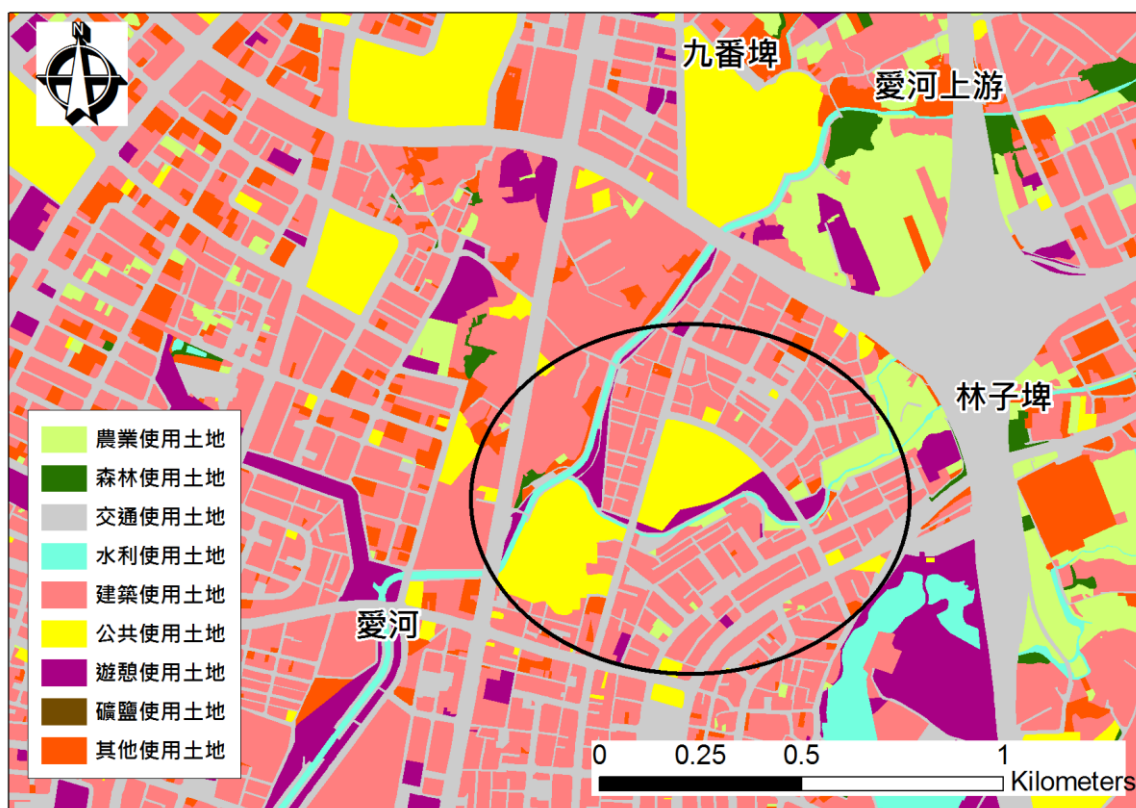 N
九番埤
愛河上游
林子埤
愛河
農業使用土地
森林使用土地
交通使用土地
水利使用土地
建築使用土地
公共使用土地
遊憩使用土地
礦鹽使用土地
其他使用土地
0 0.25 0.5 1
Kilometers